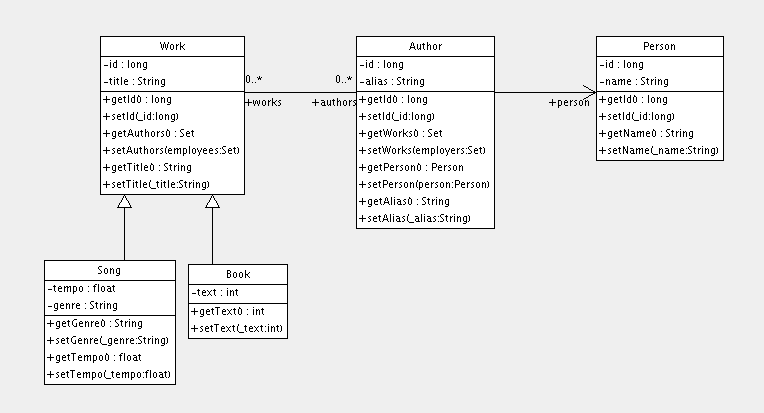 Work
-id : long
-title : String
+getId() : long
+setId(_id:long)
+getAuthors() : Set
+setAuthors(employees:Set)
+getTitle() : String
+setTitle(_title:String)
0..*
+works
0..*
+authors
Author
-id : long
-alias : String
+getId() : long
+setId(_id:long)
+getWorks() : Set
+setWorks(employers:Set)
+getPerson() : Person
+setPerson(person:Person)
+getAlias() : String
+setAlias(_alias:String)
+person
Person
-id : long
-name : String
+getId() : long
+setId(_id:long)
+getName() : String
+setName(_name:String)
Song
-tempo : float
-genre : String
+getGenre() : String
+setGenre(_genre:String)
+getTempo() : float
+setTempo(_tempo:float)
Book
-text : int
+getText() : int
+setText(_text:int)